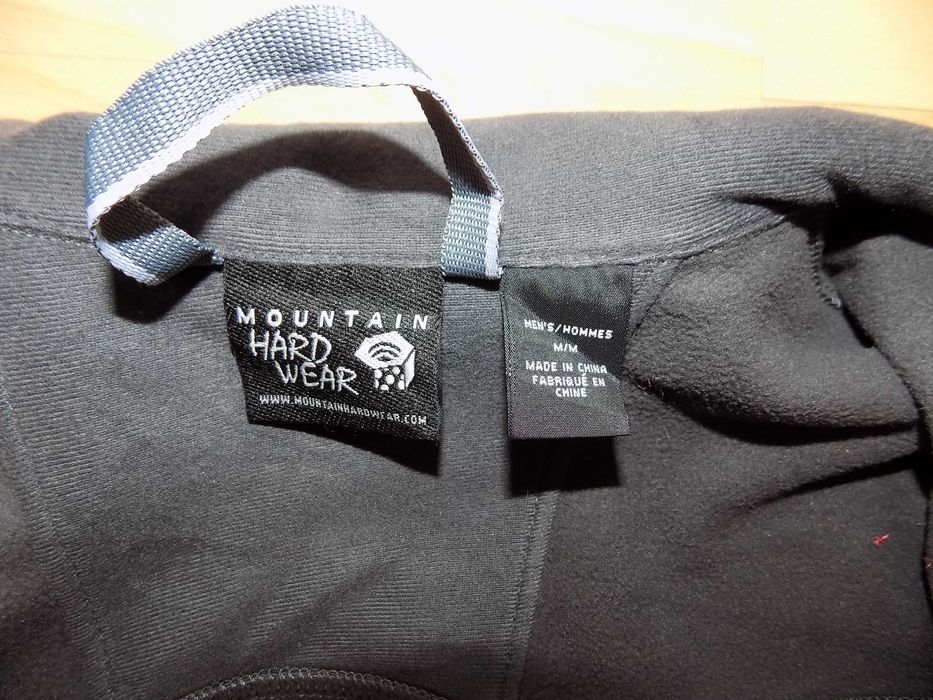 MOUNTAIN
HARD
WEAR
WWW.MOUNTAINHARDWEAR.COM
MEN'S/HOMMES
M/M
MADE IN CHINA
FABRIQUÉ EN
CHINE